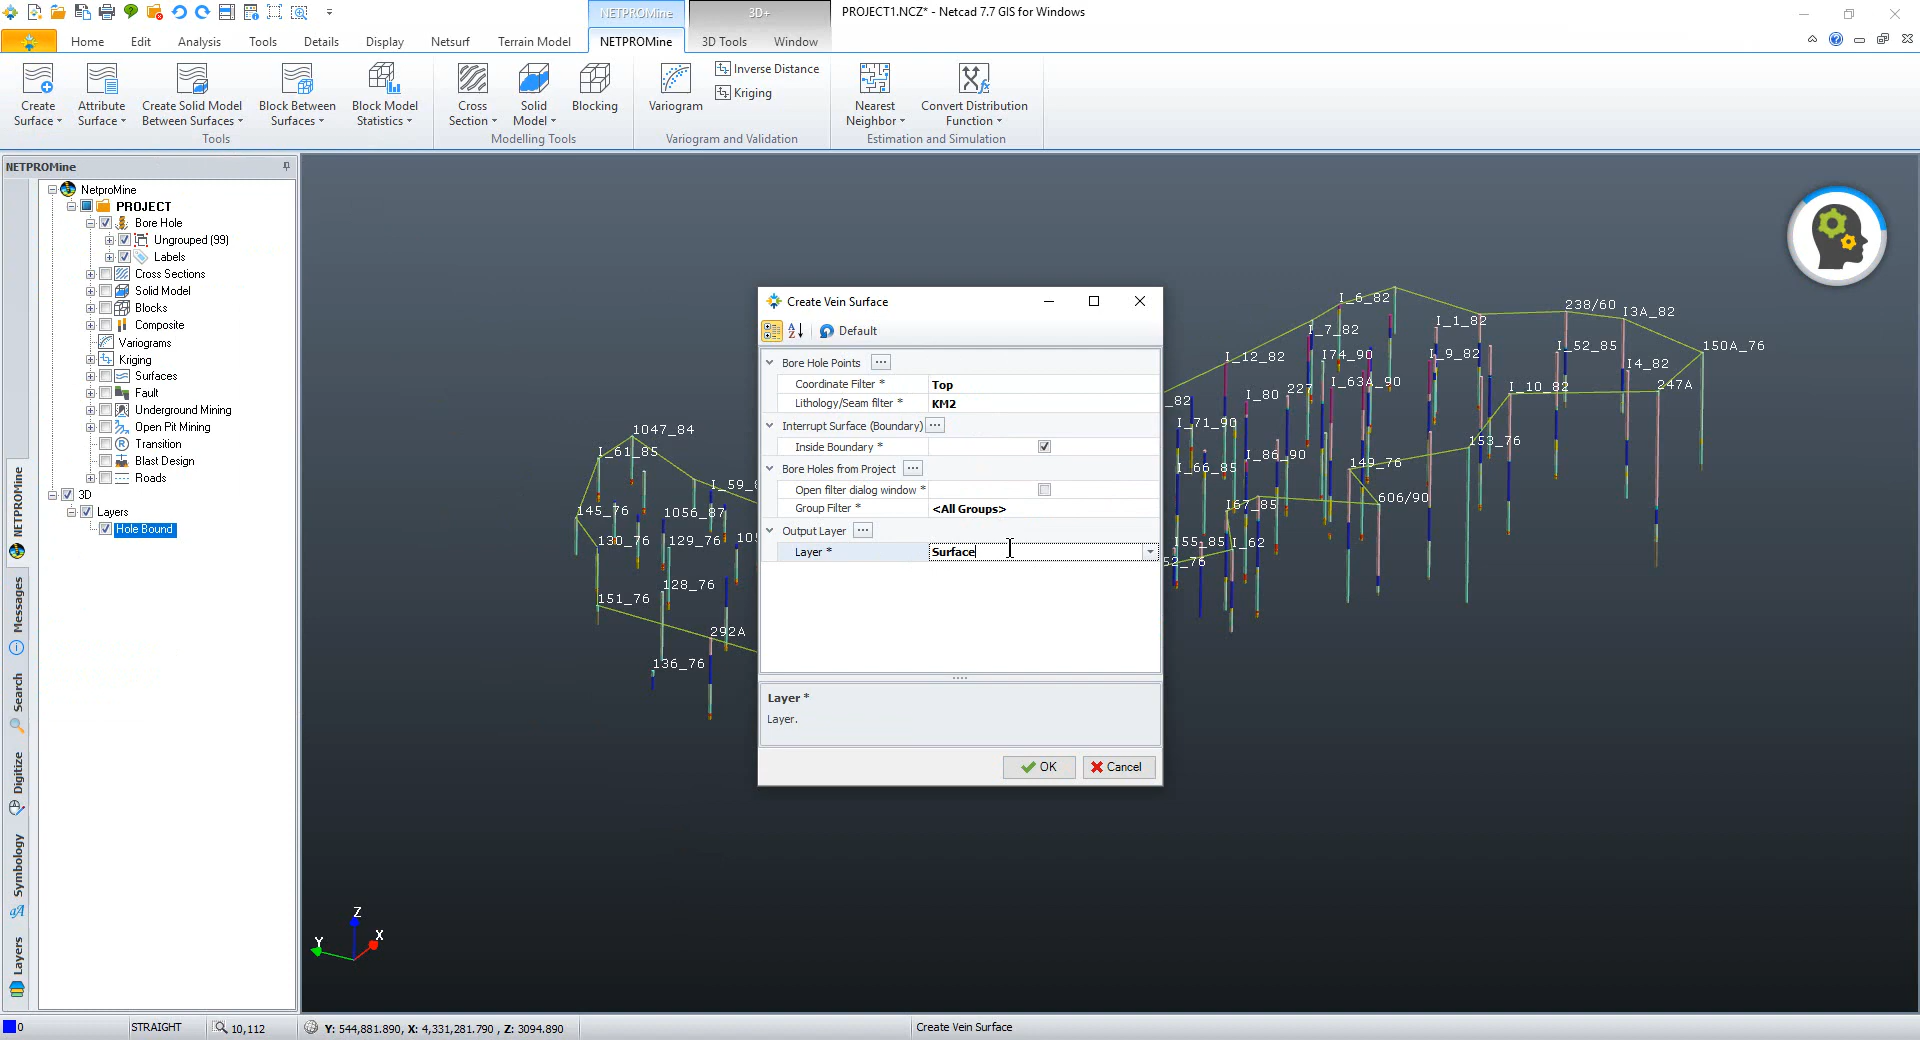 NETPROMine
3D+
PROJECT1.NCZ* - Netcad 7.7 GIS for Windows
Home
Edit
Analysis
Tools
Details
Display
Netsurf
Terrain Model
NETPROMine
3D Tools
Window
Create
Surface
Attribute
Surface
Create Solid Model
Between Surfaces
Block Between
Surfaces
Block Model
Statistics
Cross
Section
Solid
Model
Blocking
Variogram
Inverse Distance
Kriging
Nearest
Neighbor
Convert Distribution
Function
Tools
Modelling Tools
Variogram and Validation
Estimation and Simulation
NETPROMine
NetproMine
PROJECT
Bore Hole
Ungrouped (99)
Labels
Cross Sections
Solid Model
Blocks
Composite
Variograms
Kriging
Surfaces
Fault
Underground Mining
Open Pit Mining
Transition
Blast Design
Roads
3D
Layers
Hole Bound
NETPROMine
Messages
Search
Digitize
Symbology
Layers
Create Vein Surface
Default
Bore Hole Points
Coordinate Filter * Top
Lithology/Seam filter * KM2
Interrupt Surface (Boundary)
Inside Boundary *
Bore Holes from Project
Open filter dialog window *
Group Filter * <All Groups>
Output Layer
Layer * Surface
Layer *
Layer.
OK
Cancel
1047_84
I_61_85
I_59_8
145_76
1056_87
130_76
129_76
105
128_76
151_76
292A
136_76
I_6_82
238/60
I3A_82
I_7_82
I_1_82
150A_76
I_12_82
I74_90
I_9_82
I_52_85
I4_82
I_63A_90
I_10_82
247A
I_80
227
_82
I_71_90
153_76
I_86_90
149_76
I_66_85
606/90
I67_85
I55_85
I_62
52_76
Z
X
Y
0
STRAIGHT
10,112
Y: 544,881.890, X: 4,331,281.790 , Z: 3094.890
Create Vein Surface